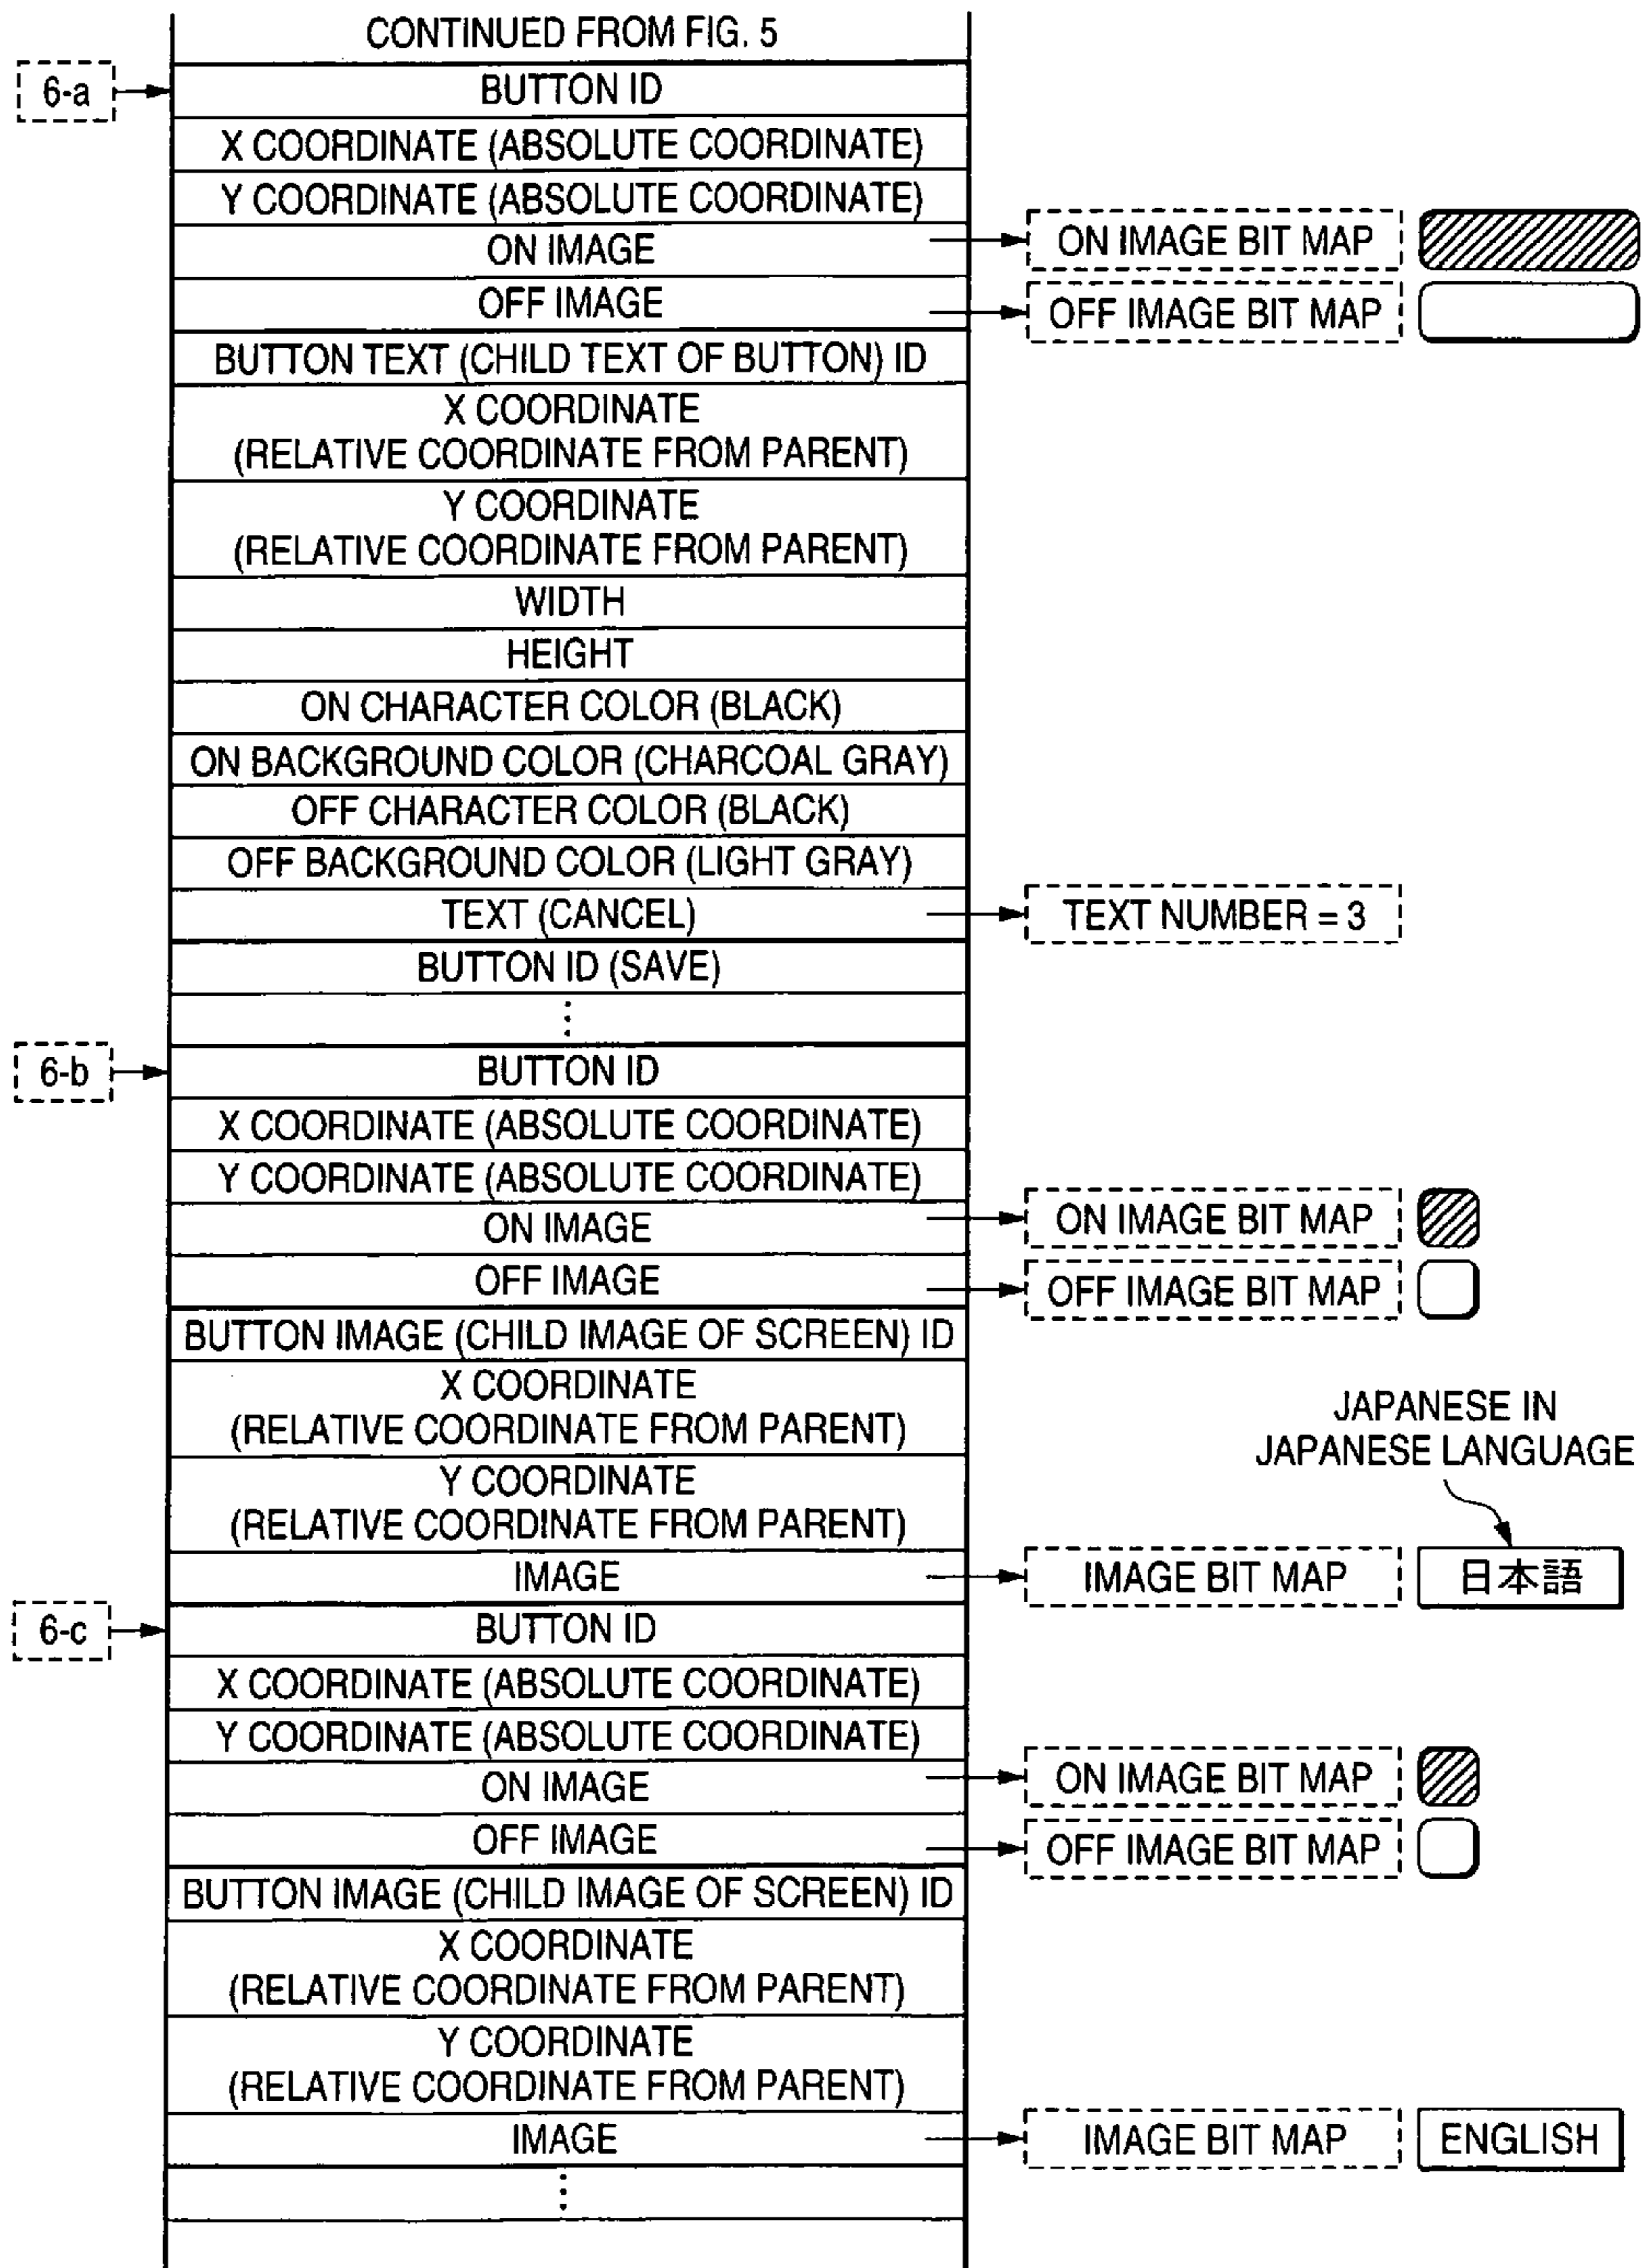 CONTINUED FROM FIG. 5
6-a
BUTTON ID
X COORDINATE (ABSOLUTE COORDINATE)
Y COORDINATE (ABSOLUTE COORDINATE)
ON IMAGE
ON IMAGE BIT MAP
OFF IMAGE
OFF IMAGE BIT MAP
BUTTON TEXT (CHILD TEXT OF BUTTON) ID
X COORDINATE
(RELATIVE COORDINATE FROM PARENT)
Y COORDINATE
(RELATIVE COORDINATE FROM PARENT)
WIDTH
HEIGHT
ON CHARACTER COLOR (BLACK)
ON BACKGROUND COLOR (CHARCOAL GRAY)
OFF CHARACTER COLOR (BLACK)
OFF BACKGROUND COLOR (LIGHT GRAY)
TEXT (CANCEL)
TEXT NUMBER = 3
BUTTON ID (SAVE)
⋮
6-b
BUTTON ID
X COORDINATE (ABSOLUTE COORDINATE)
Y COORDINATE (ABSOLUTE COORDINATE)
ON IMAGE
ON IMAGE BIT MAP
OFF IMAGE
OFF IMAGE BIT MAP
BUTTON IMAGE (CHILD IMAGE OF SCREEN) ID
X COORDINATE
(RELATIVE COORDINATE FROM PARENT)
Y COORDINATE
(RELATIVE COORDINATE FROM PARENT)
JAPANESE IN
JAPANESE LANGUAGE
IMAGE
IMAGE BIT MAP
日本語
6-c
BUTTON ID
X COORDINATE (ABSOLUTE COORDINATE)
Y COORDINATE (ABSOLUTE COORDINATE)
ON IMAGE
ON IMAGE BIT MAP
OFF IMAGE
OFF IMAGE BIT MAP
BUTTON IMAGE (CHILD IMAGE OF SCREEN) ID
X COORDINATE
(RELATIVE COORDINATE FROM PARENT)
Y COORDINATE
(RELATIVE COORDINATE FROM PARENT)
IMAGE
IMAGE BIT MAP
ENGLISH
⋮